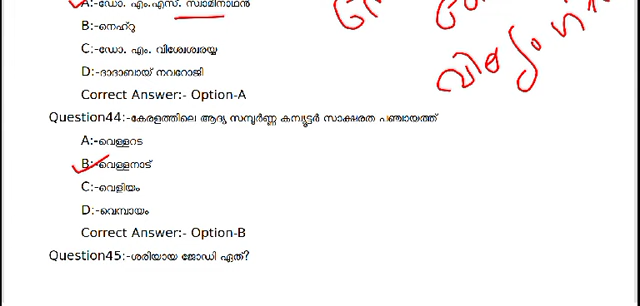 A:-ഡോ. എം.എസ്. സ്വാമിനാഥൻ
B:-നെഹ്റു
C:-ഡോ. എം. വിശ്വേശ്വരയ്യ
D:-ദാദാബായ് നവറോജി
Correct Answer:- Option-A
Question44:-കേരളത്തിലെ ആദ്യ സമ്പൂർണ്ണ കമ്പ്യൂട്ടർ സാക്ഷരത പഞ്ചായത്ത്
A:-വെള്ളറട
B:-വെള്ളനാട്
C:-വെളിയം
D:-വെമ്പായം
Correct Answer:- Option-B
Question45:-ശരിയായ ജോഡി ഏത്?